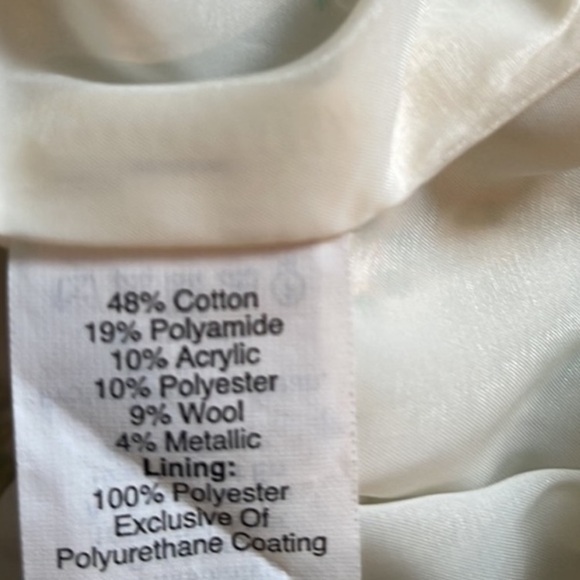 48% Cotton
19% Polyamide
10% Acrylic
10% Polyester
9% Wool
4% Metallic
Lining:
100% Polyester
Exclusive Of
Polyurethane Coating